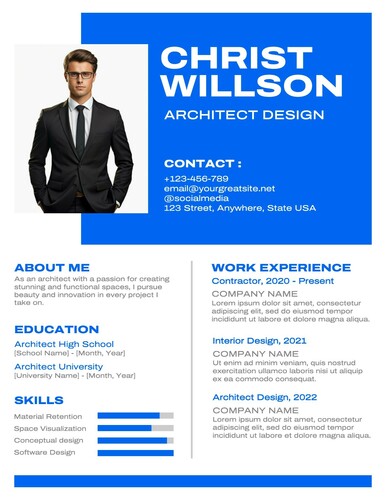 CHRIST
WILLSON
ARCHITECT DESIGN
CONTACT :
+123-456-789
email@yourgreatsite.net
@socialmedia
123 Street, Anywhere, State USA
ABOUT ME
As an architect with a passion for creating
stunning and functional spaces, I pursue
beauty and innovation in every project I
take on.
EDUCATION
Architect High School
[School Name] - [Month, Year]
Architect University
[University Name] - [Month, Year]
SKILLS
Material Retention
Space Visualization
Conceptual design
Software Design
WORK EXPERIENCE
Contractor, 2020 - Present
COMPANY NAME
Lorem ipsum dolor sit amet, consectetur
adipiscing elit, sed do eiusmod tempor
incididunt ut labore et dolore magna aliqua.
Interior Design, 2021
COMPANY NAME
Ut enim ad minim veniam, quis nostrud
exercitation ullamco laboris nisi ut aliquip
ex ea commodo consequat.
Architect Design, 2022
COMPANY NAME
Lorem ipsum dolor sit amet, consectetur
adipiscing elit, sed do eiusmod tempor
incididunt ut labore et dolore magna aliqua.